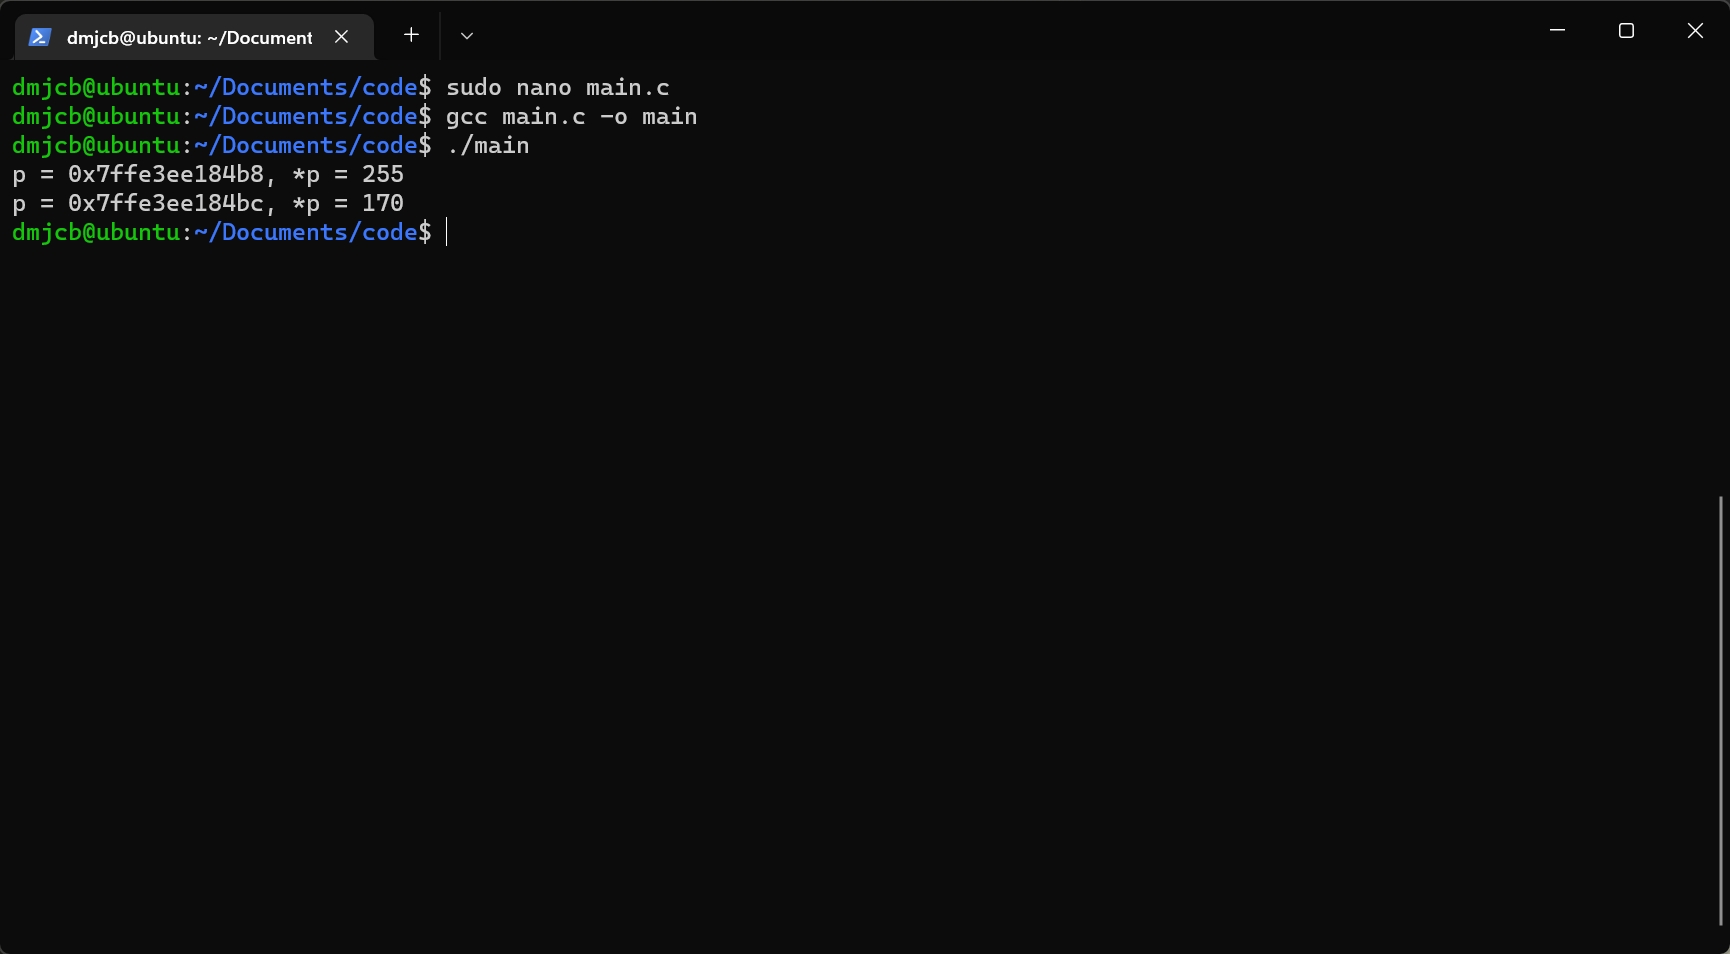 dmjcb@ubuntu: ~/Document
dmjcb@ubuntu:~/Documents/code$ sudo nano main.c
dmjcb@ubuntu:~/Documents/code$ gcc main.c -o main
dmjcb@ubuntu:~/Documents/code$ ./main
p = 0x7ffe3ee184b8, *p = 255
p = 0x7ffe3ee184bc, *p = 170
dmjcb@ubuntu:~/Documents/code$